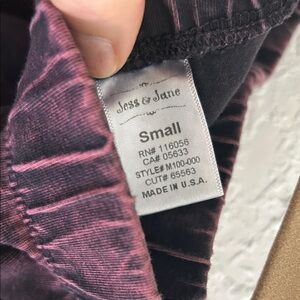 Jess & Jane
Small
RN# 116056
CA# 05633
STYLE# M100-000
CUT# 65563
MADE IN U.S.A.